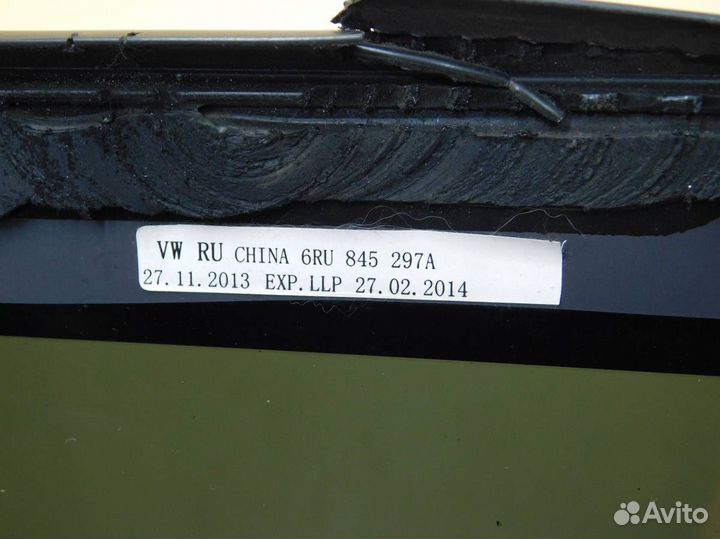 VW RU CHINA 6RU 845 297A
27.11.2013 EXP.LLP 27.02.2014
Avito